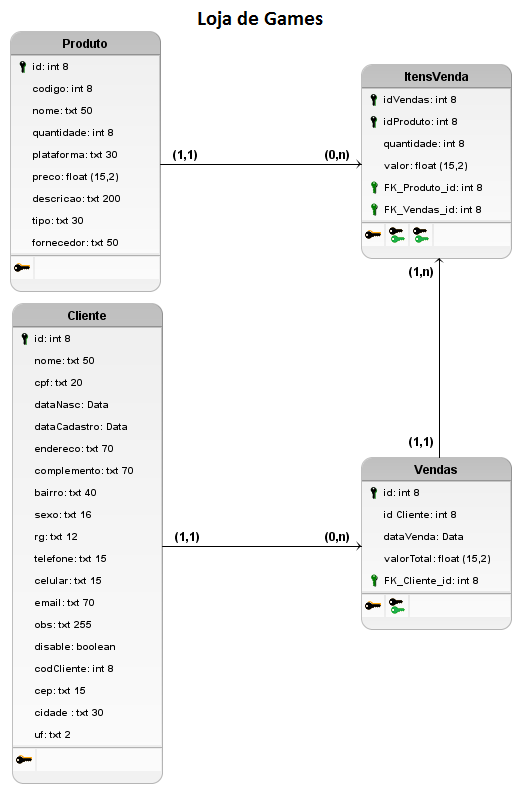 Loja de Games
Produto
id: int 8
codigo: int 8
nome: txt 50
quantidade: int 8
plataforma: txt 30
preco: float (15,2)
descricao: txt 200
tipo: txt 30
fornecedor: txt 50
(1,1)
(0,n)
ItensVenda
idVendas: int 8
idProduto: int 8
quantidade: int 8
valor: float (15,2)
FK_Produto_id: int 8
FK_Vendas_id: int 8
(1,n)
(1,1)
Cliente
id: int 8
nome: txt 50
cpf: txt 20
dataNasc: Data
dataCadastro: Data
endereco: txt 70
complemento: txt 70
bairro: txt 40
sexo: txt 16
rg: txt 12
telefone: txt 15
celular: txt 15
email: txt 70
obs: txt 255
disable: boolean
codCliente: int 8
cep: txt 15
cidade : txt 30
uf: txt 2
(1,1)
(0,n)
Vendas
id: int 8
id Cliente: int 8
dataVenda: Data
valorTotal: float (15,2)
FK_Cliente_id: int 8